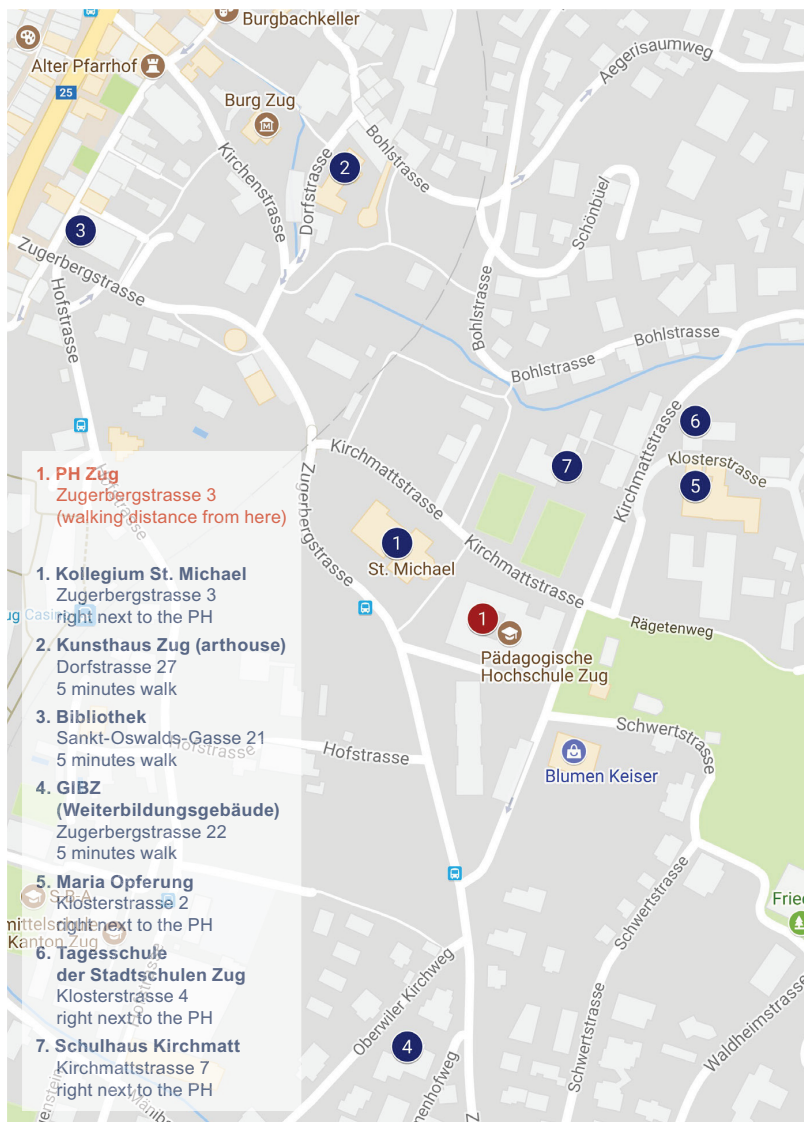 Burgbachkeller
Alter Pfarrhof
25
Burg Zug
Aegerisaumweg
Kirchenstrasse
Dorfstrasse
2
Bohlstrasse
Schönbüel
3
Zugerbergstrasse
Hofstrasse
Bohlstrasse
Bohlstrasse
Bohlstrasse
6
Kirchmattstrasse
Klosterstrasse
7
5
Kirchmattstrasse
Zugerbergstrasse
1
St. Michael
Kirchmattstrasse
1
Pädagogische
Hochschule Zug
Rägetenweg
Hofstrasse
Schwertstrasse
Blumen Keiser
Schwertstrasse
Schwertstrasse
Oberwiler Kirchweg
4
Waldheimstrasse
Fried
1. PH Zug
Zugerbergstrasse 3
(walking distance from here)
1. Kollegium St. Michael
Zugerbergstrasse 3
right next to the PH
2. Kunsthaus Zug (arthouse)
Dorfstrasse 27
5 minutes walk
3. Bibliothek
Sankt-Oswalds-Gasse 21
5 minutes walk
4. GIBZ
(Weiterbildungsgebäude)
Zugerbergstrasse 22
5 minutes walk
5. Maria Opferung
Klosterstrasse 2
right next to the PH
6. Tagesschule
der Stadtschulen Zug
Klosterstrasse 4
right next to the PH
7. Schulhaus Kirchmatt
Kirchmattstrasse 7
right next to the PH
Hofstrasse
Kanton Zug